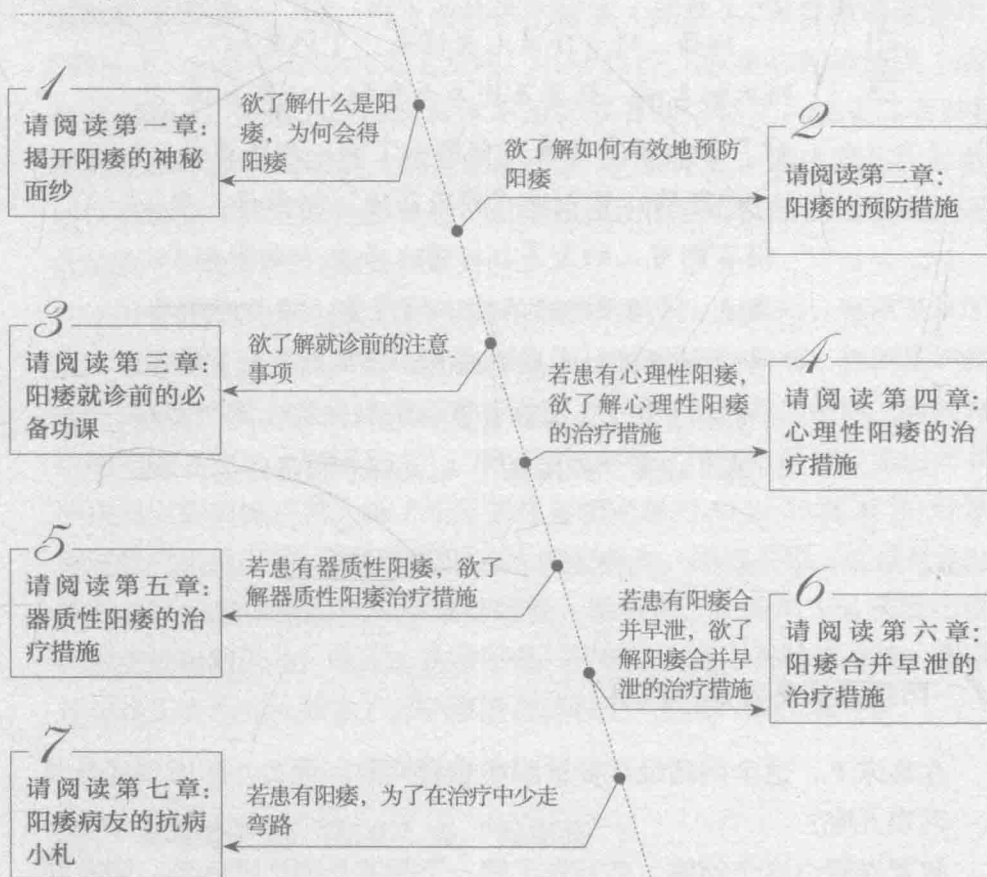 1
请阅读第一章：
揭开阳痿的神秘
面纱
欲了解什么是阳
痿，为何会得
阳痿
2
请阅读第二章：
阳痿的预防措施
欲了解如何有效地预防
阳痿
3
请阅读第三章：
阳痿就诊前的必
备功课
欲了解就诊前的注意
事项
4
请阅读第四章：
心理性阳痿的治
疗措施
若患有心理性阳痿，
欲了解心理性阳痿
的治疗措施
5
请阅读第五章：
器质性阳痿的治
疗措施
若患有器质性阳痿，欲了
解器质性阳痿治疗措施
6
请阅读第六章：
阳痿合并早泄的
治疗措施
若患有阳痿合
并早泄，欲了
解阳痿合并早
泄的治疗措施
7
请阅读第七章：
阳痿病友的抗病
小札
若患有阳痿，为了在治疗中少走
弯路